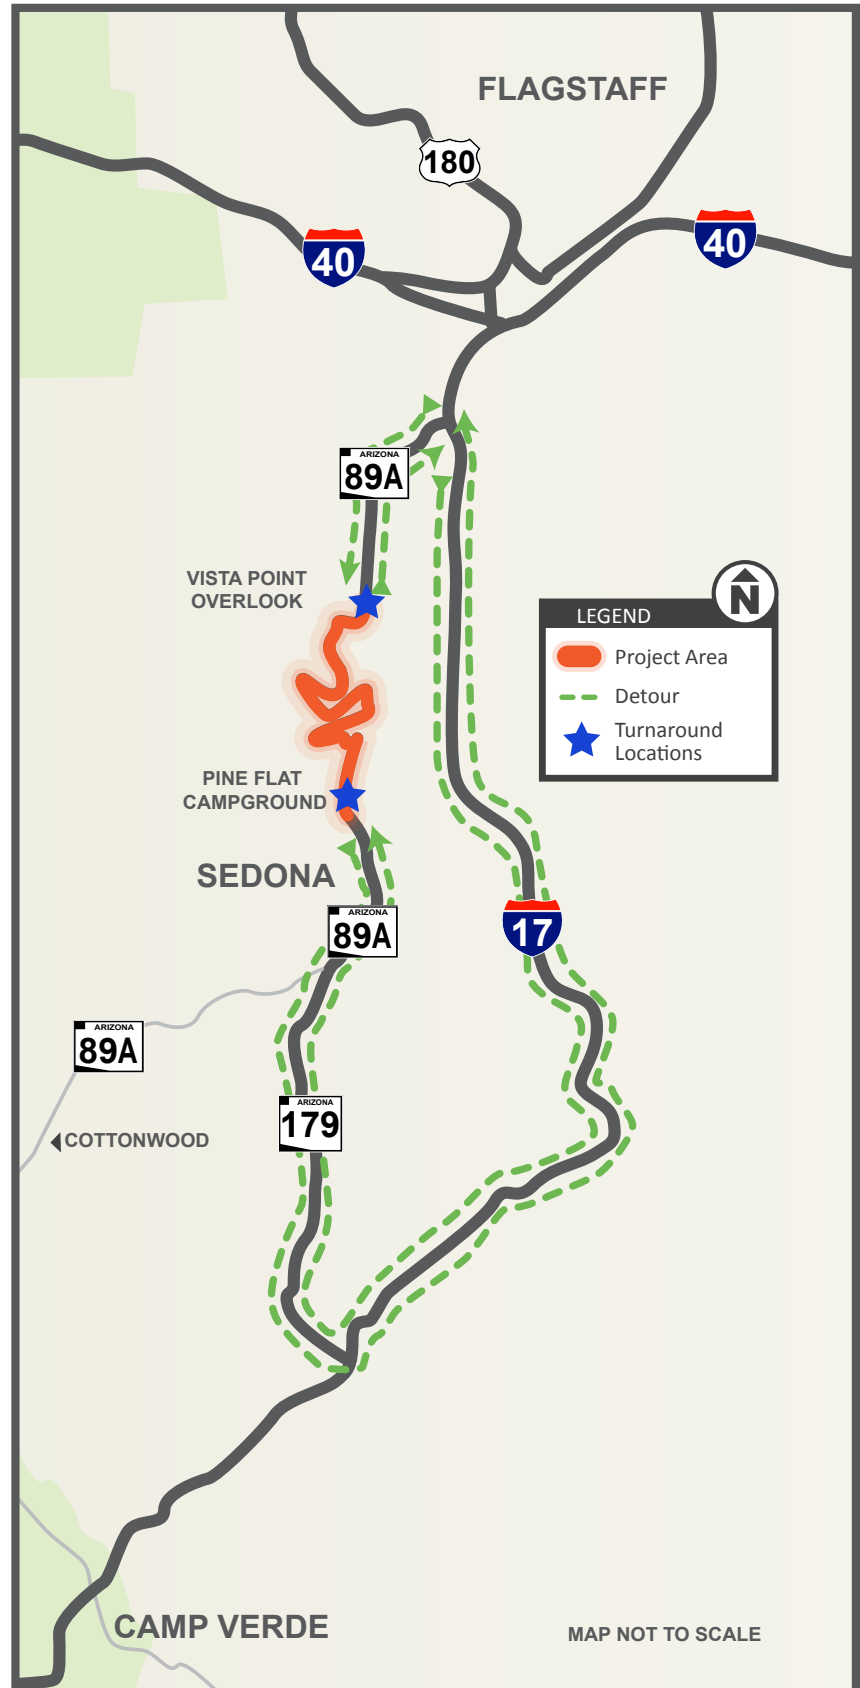 FLAGSTAFF
180
40
40
ARIZONA
89A
VISTA POINT
OVERLOOK
N
LEGEND
Project Area
Detour
Turnaround
Locations
PINE FLAT
CAMPGROUND
SEDONA
ARIZONA
89A
17
ARIZONA
89A
ARIZONA
179
COTTONWOOD
CAMP VERDE
MAP NOT TO SCALE